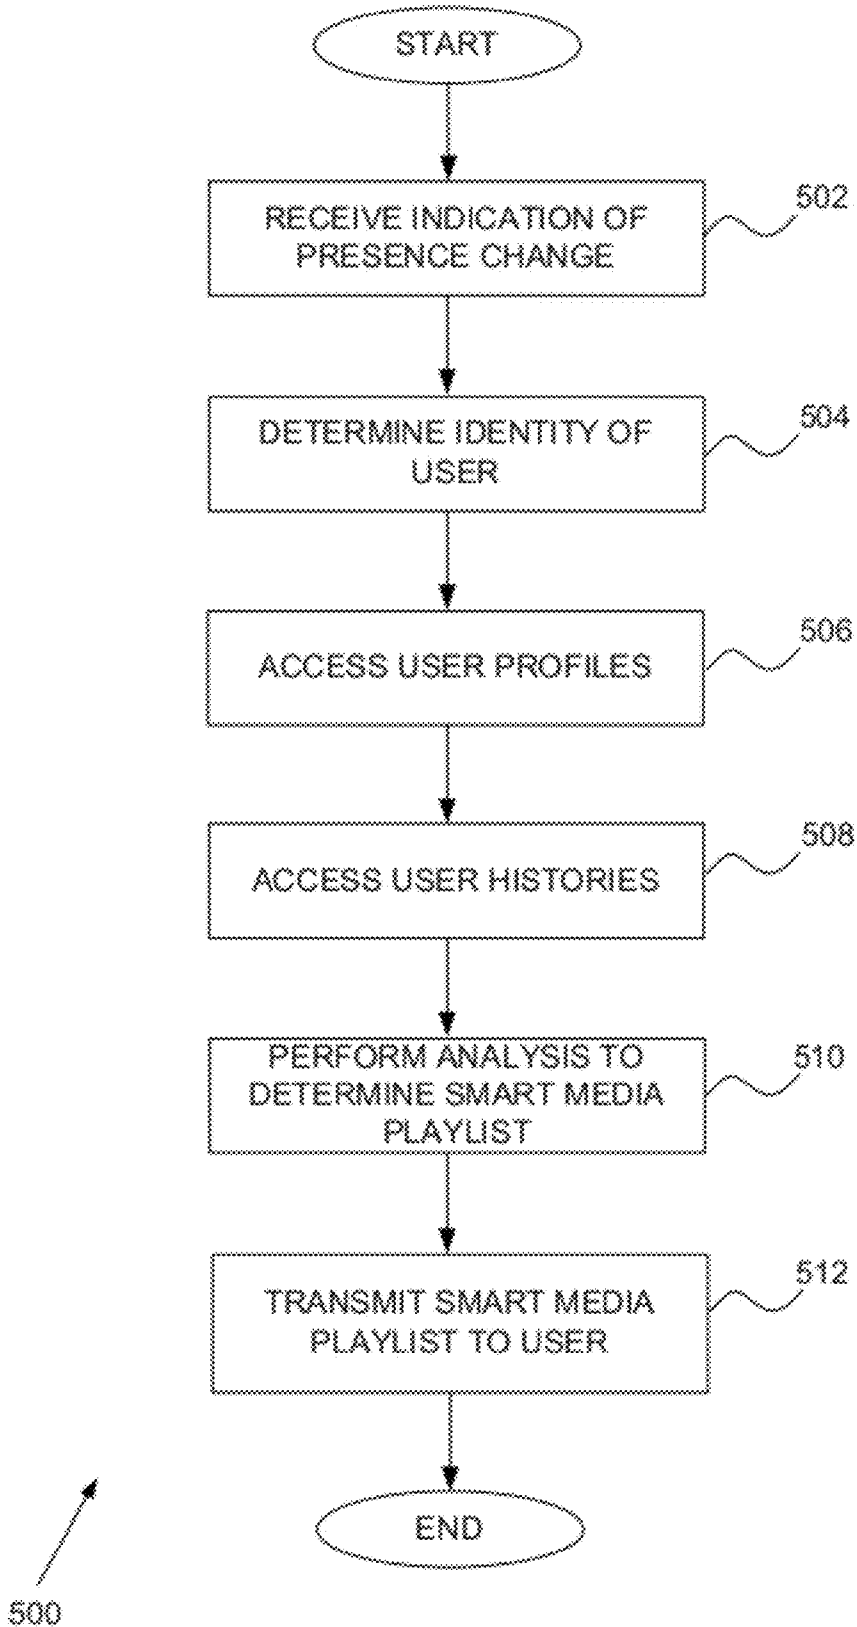 START
502
RECEIVE INDICATION OF
PRESENCE CHANGE
504
DETERMINE IDENTITY OF
USER
506
ACCESS USER PROFILES
508
ACCESS USER HISTORIES
510
PERFORM ANALYSIS TO
DETERMINE SMART MEDIA
PLAYLIST
512
TRANSMIT SMART MEDIA
PLAYLIST TO USER
END
500